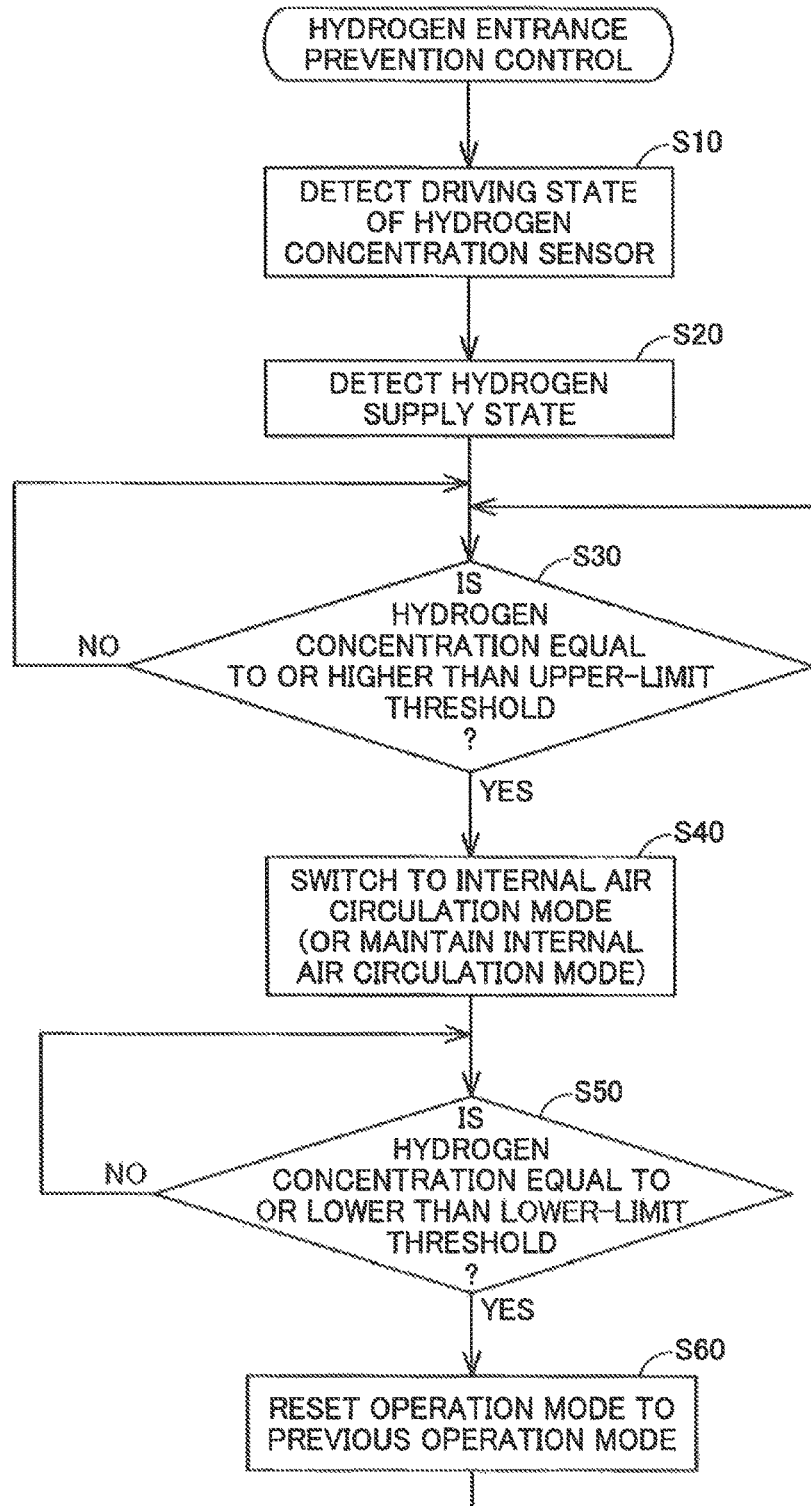 HYDROGEN ENTRANCE
PREVENTION CONTROL
S10
DETECT DRIVING STATE
OF HYDROGEN
CONCENTRATION SENSOR
S20
DETECT HYDROGEN
SUPPLY STATE
S30
IS
HYDROGEN
CONCENTRATION EQUAL
TO OR HIGHER THAN UPPER-LIMIT
THRESHOLD
?
NO
YES
S40
SWITCH TO INTERNAL AIR
CIRCULATION MODE
(OR MAINTAIN INTERNAL
AIR CIRCULATION MODE)
S50
IS
HYDROGEN
CONCENTRATION EQUAL TO
OR LOWER THAN LOWER-LIMIT
THRESHOLD
?
NO
YES
S60
RESET OPERATION MODE TO
PREVIOUS OPERATION MODE